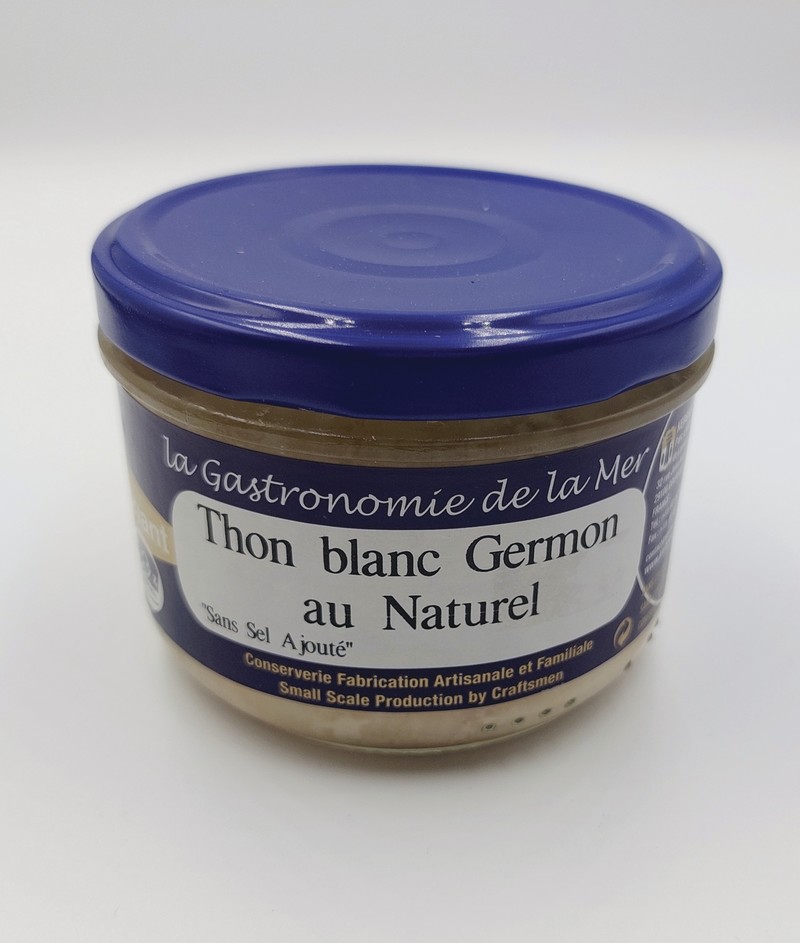 la Gastronomie de la Mer
Thon blanc Germon
au Naturel
"Sans Sel Ajouté"
Conserverie Fabrication Artisanale et Familiale
Small Scale Production by Craftsmen